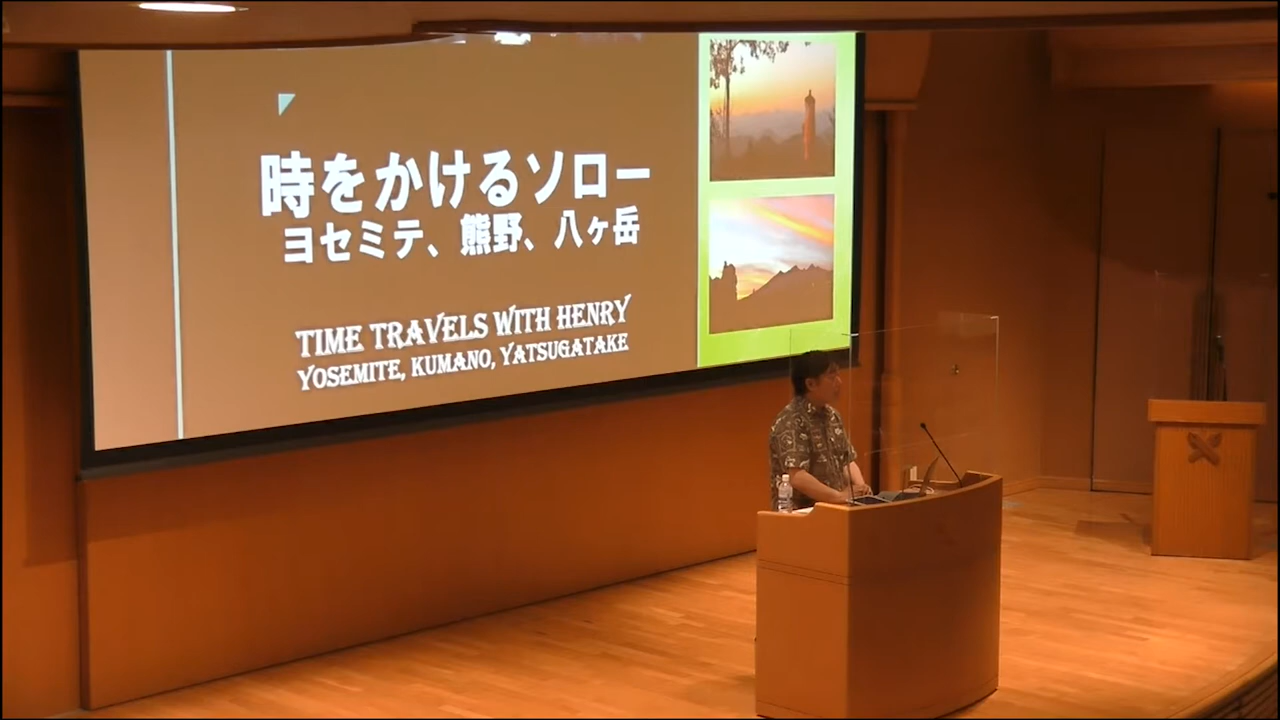 時をかけるソロー
ヨセミテ、熊野、八ヶ岳
TIME TRAVELS WITH HENRY
YOSEMITE, KUMANO, YATSUGATAKE